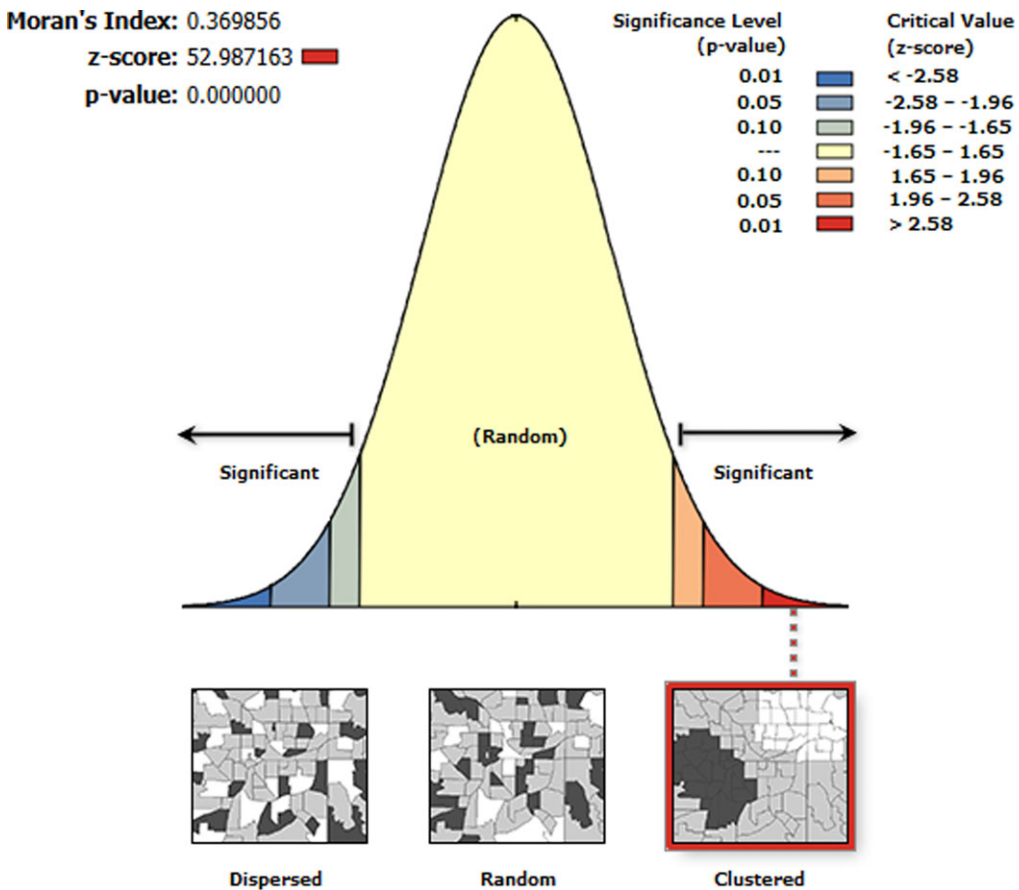 Moran's Index: 0.369856
z-score: 52.987163
p-value: 0.000000
Significance Level
(p-value)
Critical Value
(z-score)
0.01 < -2.58
0.05 -2.58 – -1.96
0.10 -1.96 – -1.65
--- -1.65 – 1.65
0.10 1.65 – 1.96
0.05 1.96 – 2.58
0.01 > 2.58
(Random)
Significant
Significant
Dispersed
Random
Clustered